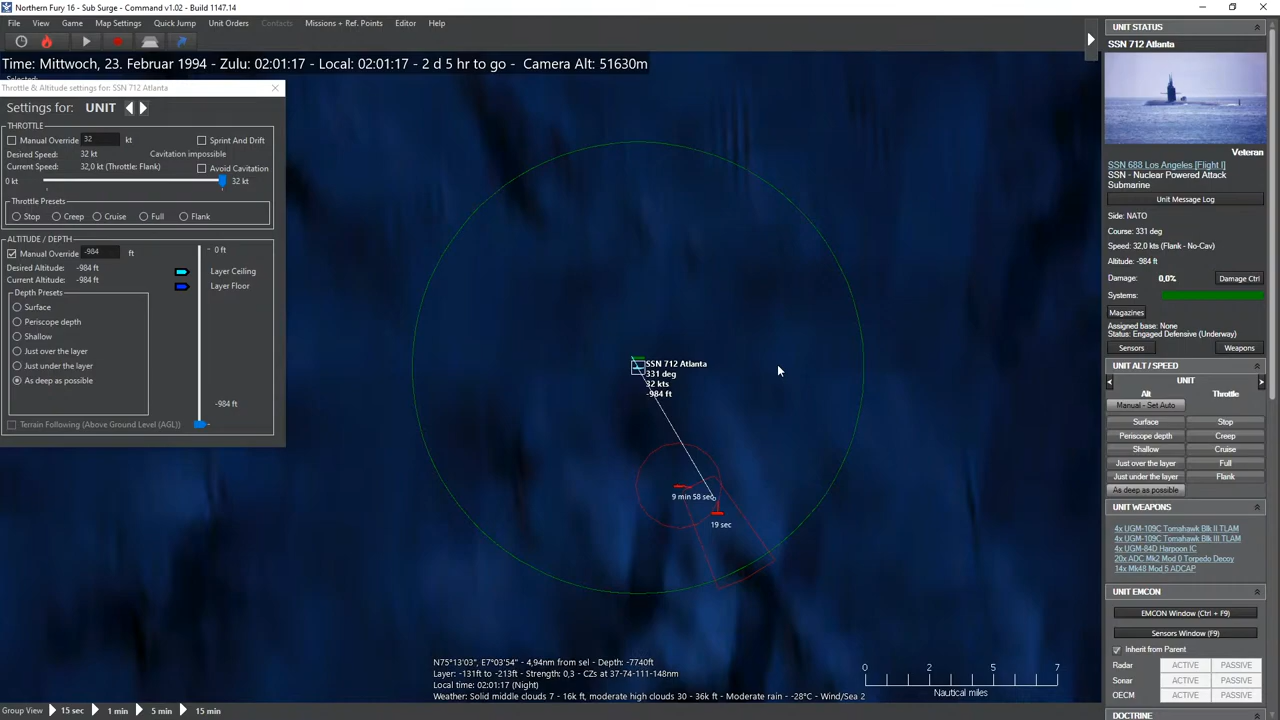 Northern Fury 16 - Sub Surge - Command v1.02 - Build 1147.14
File View Game Map Settings Quick Jump Unit Orders Contacts Missions + Ref. Points Editor Help
Time: Mittwoch, 23. Februar 1994 - Zulu: 02:01:17 - Local: 02:01:17 - 2 d 5 hr to go - Camera Alt: 51630m
Throttle & Altitude settings for: SSN 712 Atlanta
Settings for: UNIT
THROTTLE
Manual Override 32 kt Sprint And Drift
Desired Speed: 32 kt Cavitation impossible
Current Speed: 32,0 kt (Throttle: Flank) Avoid Cavitation
0 kt 32 kt
Throttle Presets
Stop Creep Cruise Full Flank
ALTITUDE / DEPTH
Manual Override -984 ft
Desired Altitude: -984 ft
Current Altitude: -984 ft
- 0 ft
Layer Ceiling
Layer Floor
Depth Presets
Surface
Periscope depth
Shallow
Just over the layer
Just under the layer
As deep as possible
-984 ft
Terrain Following (Above Ground Level (AGL))
SSN 712 Atlanta
331 deg
32 kts
-984 ft
9 min 58 sec
19 sec
N75°13'03", E7°03'54" - 4,94nm from sel - Depth: -7740ft
Layer: -131ft to -213ft - Strength: 0,3 - CZs at 37-74-111-148nm
Local time: 02:01:17 (Night)
Weather: Solid middle clouds 7 - 16k ft, moderate high clouds 30 - 36k ft - Moderate rain - -28°C - Wind/Sea 2
0 2 5 7
Nautical miles
Group View 15 sec 1 min 5 min 15 min
UNIT STATUS
SSN 712 Atlanta
Veteran
SSN 688 Los Angeles [Flight I]
SSN - Nuclear Powered Attack
Submarine
Unit Message Log
Side: NATO
Course: 331 deg
Speed: 32,0 kts (Flank - No-Cav)
Altitude: -984 ft
Damage: 0,0% Damage Ctrl
Systems:
Magazines
Assigned base: None
Status: Engaged Defensive (Underway)
Sensors Weapons
UNIT ALT / SPEED
UNIT
Alt Throttle
Manual - Set Auto
Surface Stop
Periscope depth Creep
Shallow Cruise
Just over the layer Full
Just under the layer Flank
As deep as possible
UNIT WEAPONS
4x UGM-109C Tomahawk Blk II TLAM
4x UGM-109C Tomahawk Blk III TLAM
4x UGM-84D Harpoon IC
20x ADC Mk2 Mod 0 Torpedo Decoy
14x Mk48 Mod 5 ADCAP
UNIT EMCON
EMCON Window (Ctrl + F9)
Sensors Window (F9)
Inherit from Parent
Radar ACTIVE PASSIVE
Sonar ACTIVE PASSIVE
OECM ACTIVE PASSIVE
DOCTRINE